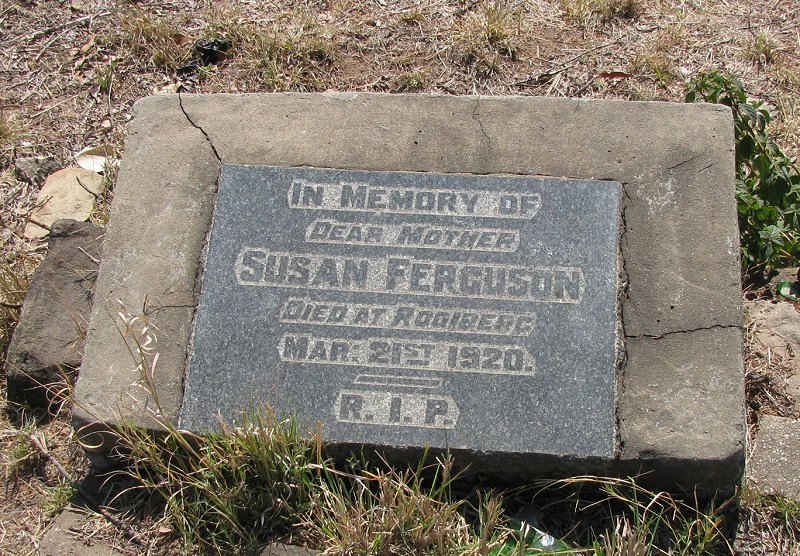 IN MEMORY OF
DEAR MOTHER
SUSAN FERGUSON
DIED AT ROOIBERG
MAR. 21ST 1920.
R. I. P.